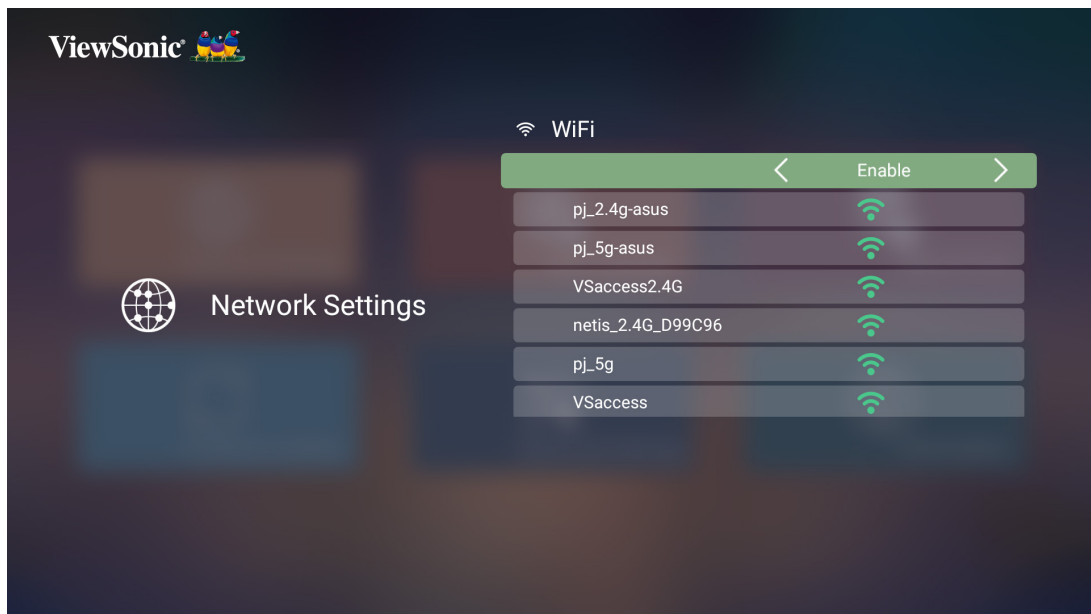 ViewSonic®
WiFi
Enable
pj_2.4g-asus
pj_5g-asus
VSaccess2.4G
Network Settings
netis_2.4G_D99C96
pj_5g
VSaccess